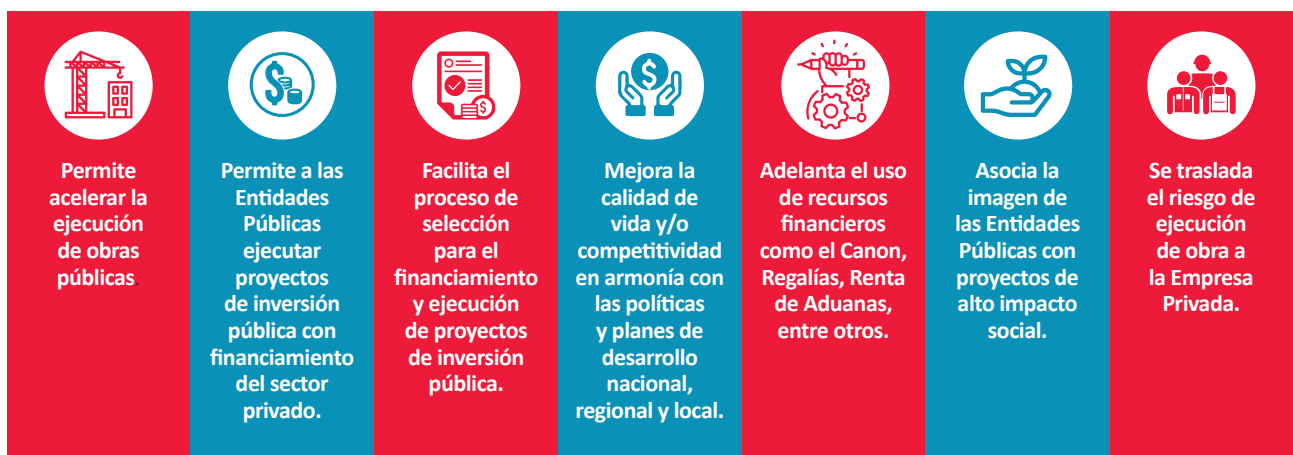 Permite
acelerar la
ejecución
de obras
públicas.
Permite a las
Entidades
Públicas
ejecutar
proyectos
de inversión
pública con
financiamiento
del sector
privado.
Facilita el
proceso de
selección
para el
financiamiento
y ejecución
de proyectos
de inversión
pública.
Mejora la
calidad de
vida y/o
competitividad
en armonía con
las políticas
y planes de
desarrollo
nacional,
regional y local.
Adelanta el uso
de recursos
financieros
como el Canon,
Regalías, Renta
de Aduanas,
entre otros.
Asocia la
imagen de
las Entidades
Públicas con
proyectos de
alto impacto
social.
Se traslada
el riesgo de
ejecución
de obra a
la Empresa
Privada.